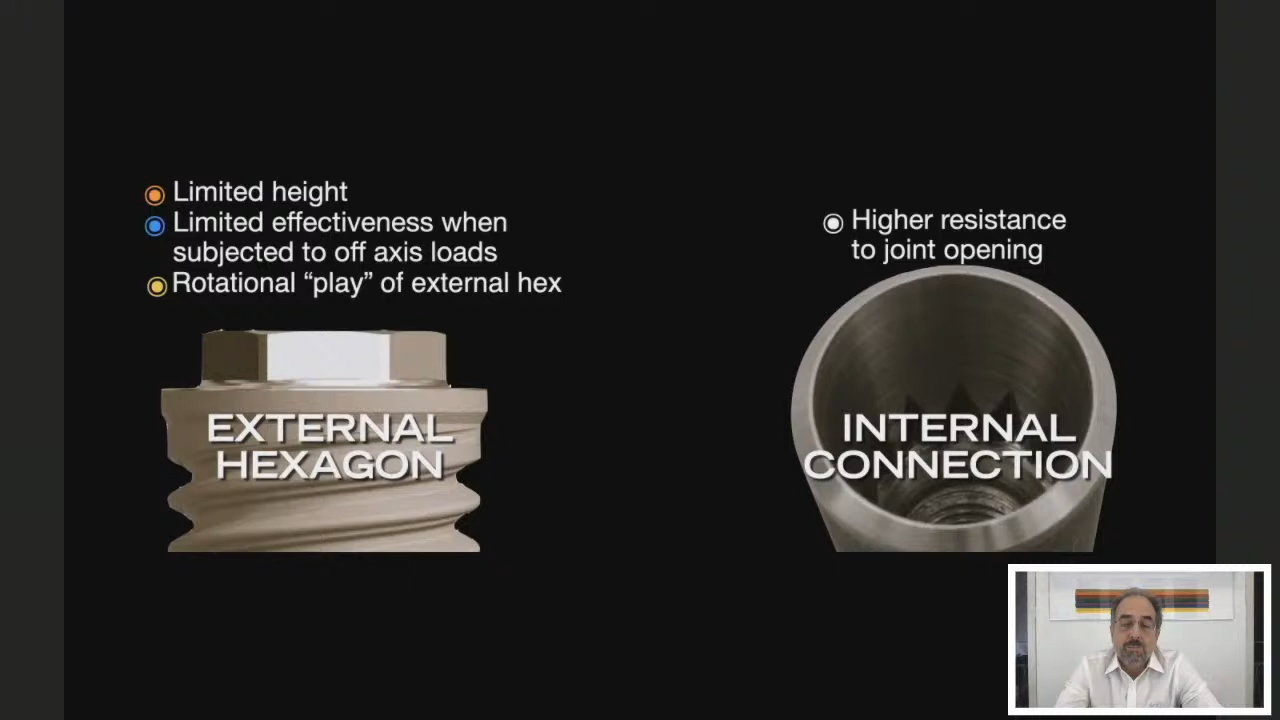 Limited height
Limited effectiveness when
subjected to off axis loads
Rotational “play” of external hex
EXTERNAL
HEXAGON
Higher resistance
to joint opening
INTERNAL
CONNECTION